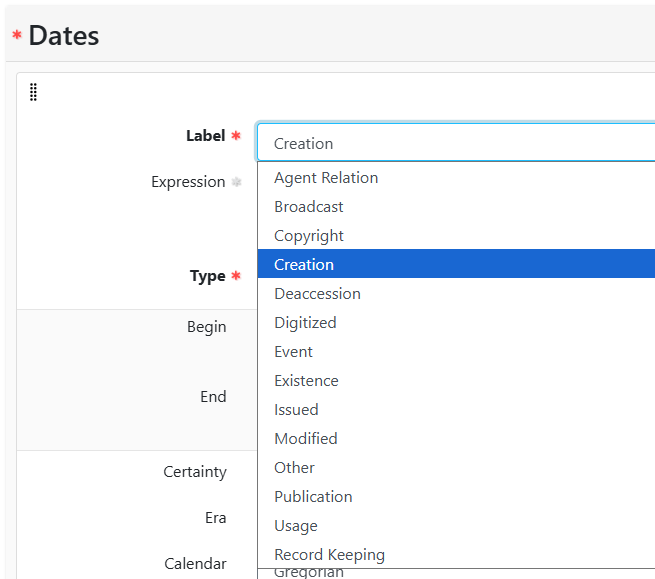 * Dates
Label *
Creation
Expression *
Type *
Begin
End
Certainty
Era
Calendar
Agent Relation
Broadcast
Copyright
Creation
Deaccession
Digitized
Event
Existence
Issued
Modified
Other
Publication
Usage
Record Keeping
Gregorian